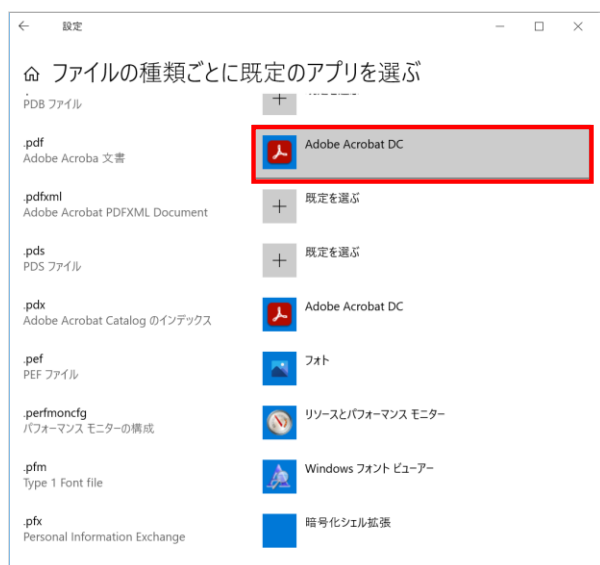 設定
ファイルの種類ごとに既定のアプリを選ぶ
PDB ファイル
.pdf
Adobe Acroba 文書
Adobe Acrobat DC
.pdfxml
Adobe Acrobat PDFXML Document
既定を選ぶ
.pds
PDS ファイル
既定を選ぶ
.pdx
Adobe Acrobat Catalog のインデックス
Adobe Acrobat DC
.pef
PEF ファイル
フォト
.perfmoncfg
パフォーマンス モニターの構成
リソースとパフォーマンス モニター
.pfm
Type 1 Font file
Windows フォント ビューアー
.pfx
Personal Information Exchange
暗号化シェル拡張